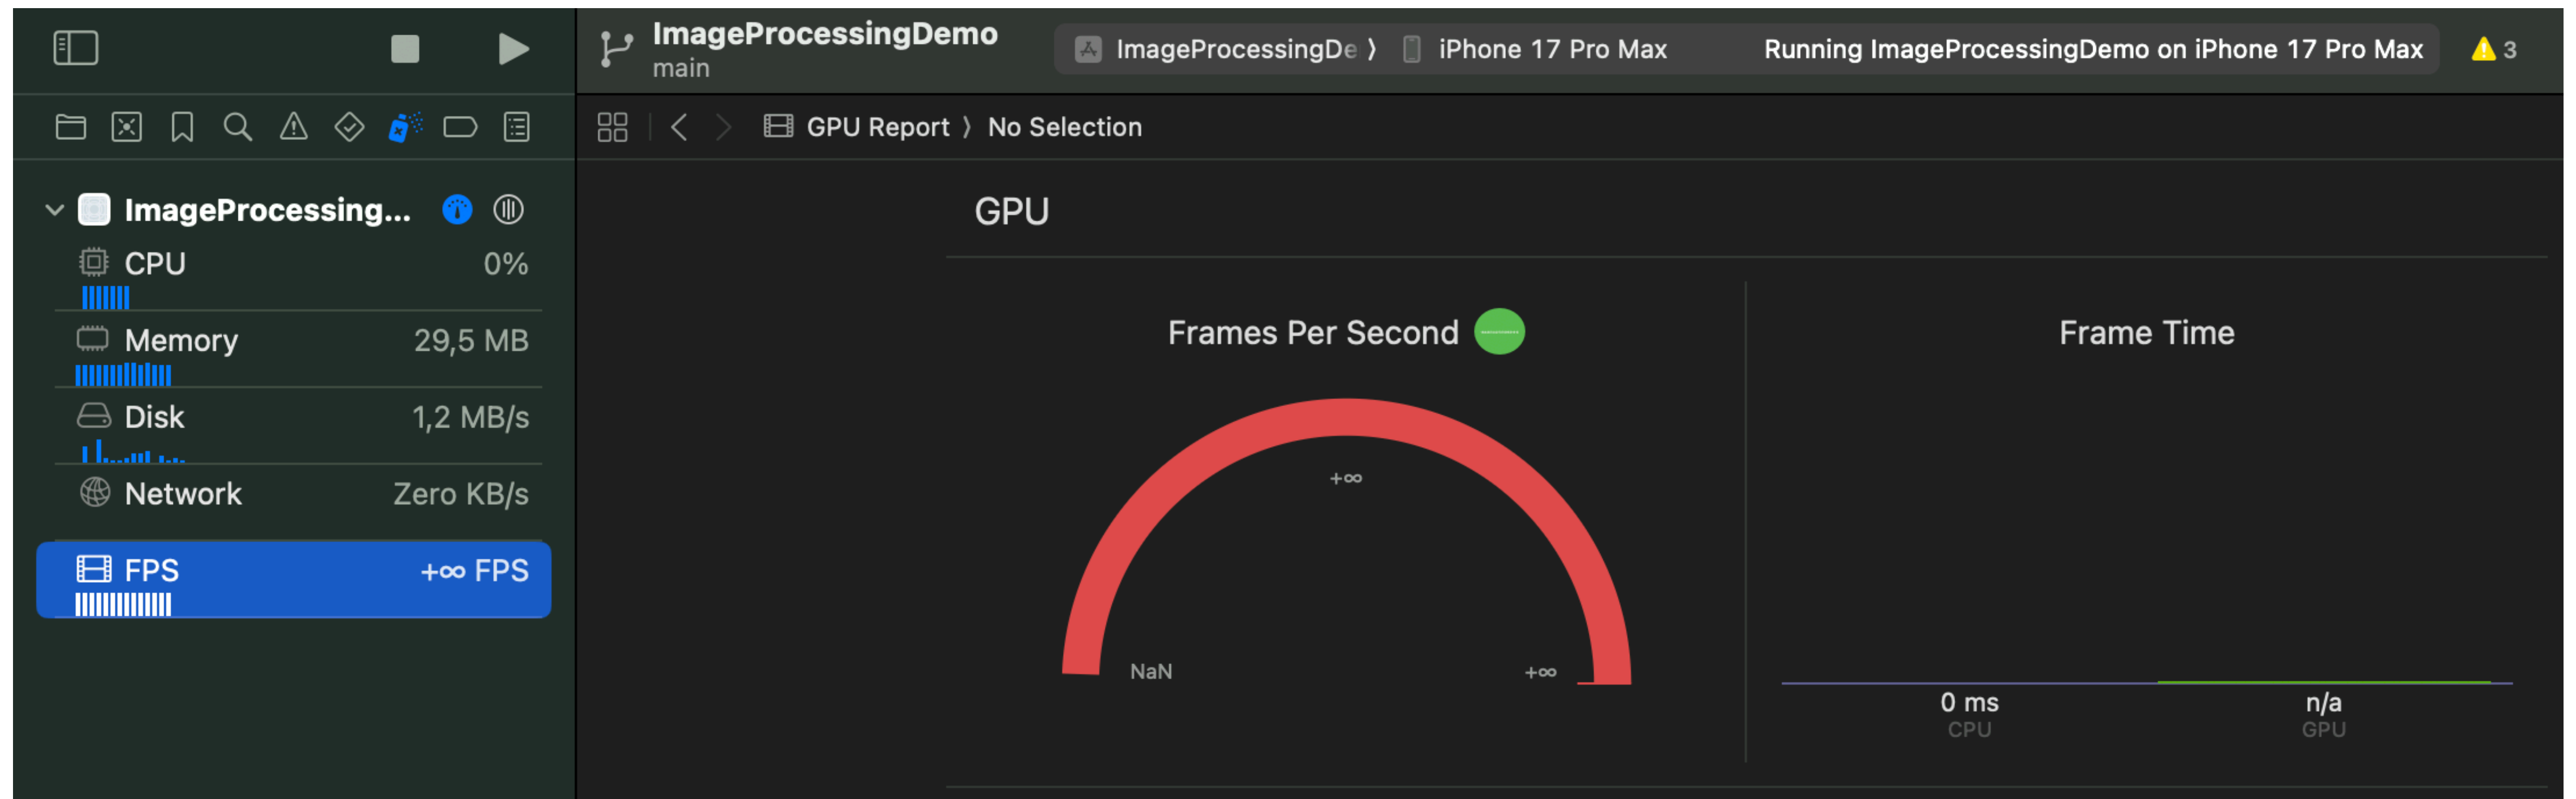 ImageProcessingDemo
main
ImageProcessingDe
iPhone 17 Pro Max
Running ImageProcessingDemo on iPhone 17 Pro Max
3
GPU Report
No Selection
ImageProcessing...
CPU 0%
Memory 29,5 MB
Disk 1,2 MB/s
Network Zero KB/s
FPS +∞ FPS
GPU
Frames Per Second
+∞
NaN
+∞
Frame Time
0 ms
CPU
n/a
GPU